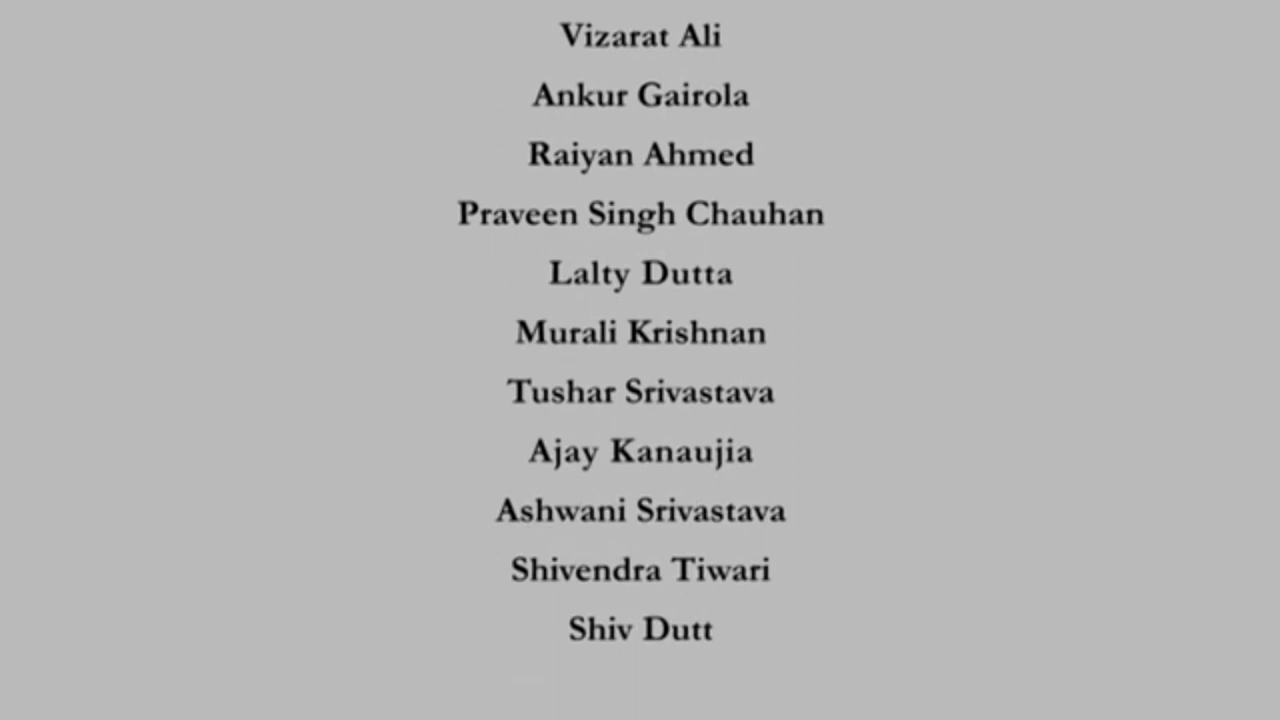 Vizarat Ali
Ankur Gairola
Raiyan Ahmed
Praveen Singh Chauhan
Lalty Dutta
Murali Krishnan
Tushar Srivastava
Ajay Kanaujia
Ashwani Srivastava
Shivendra Tiwari
Shiv Dutt